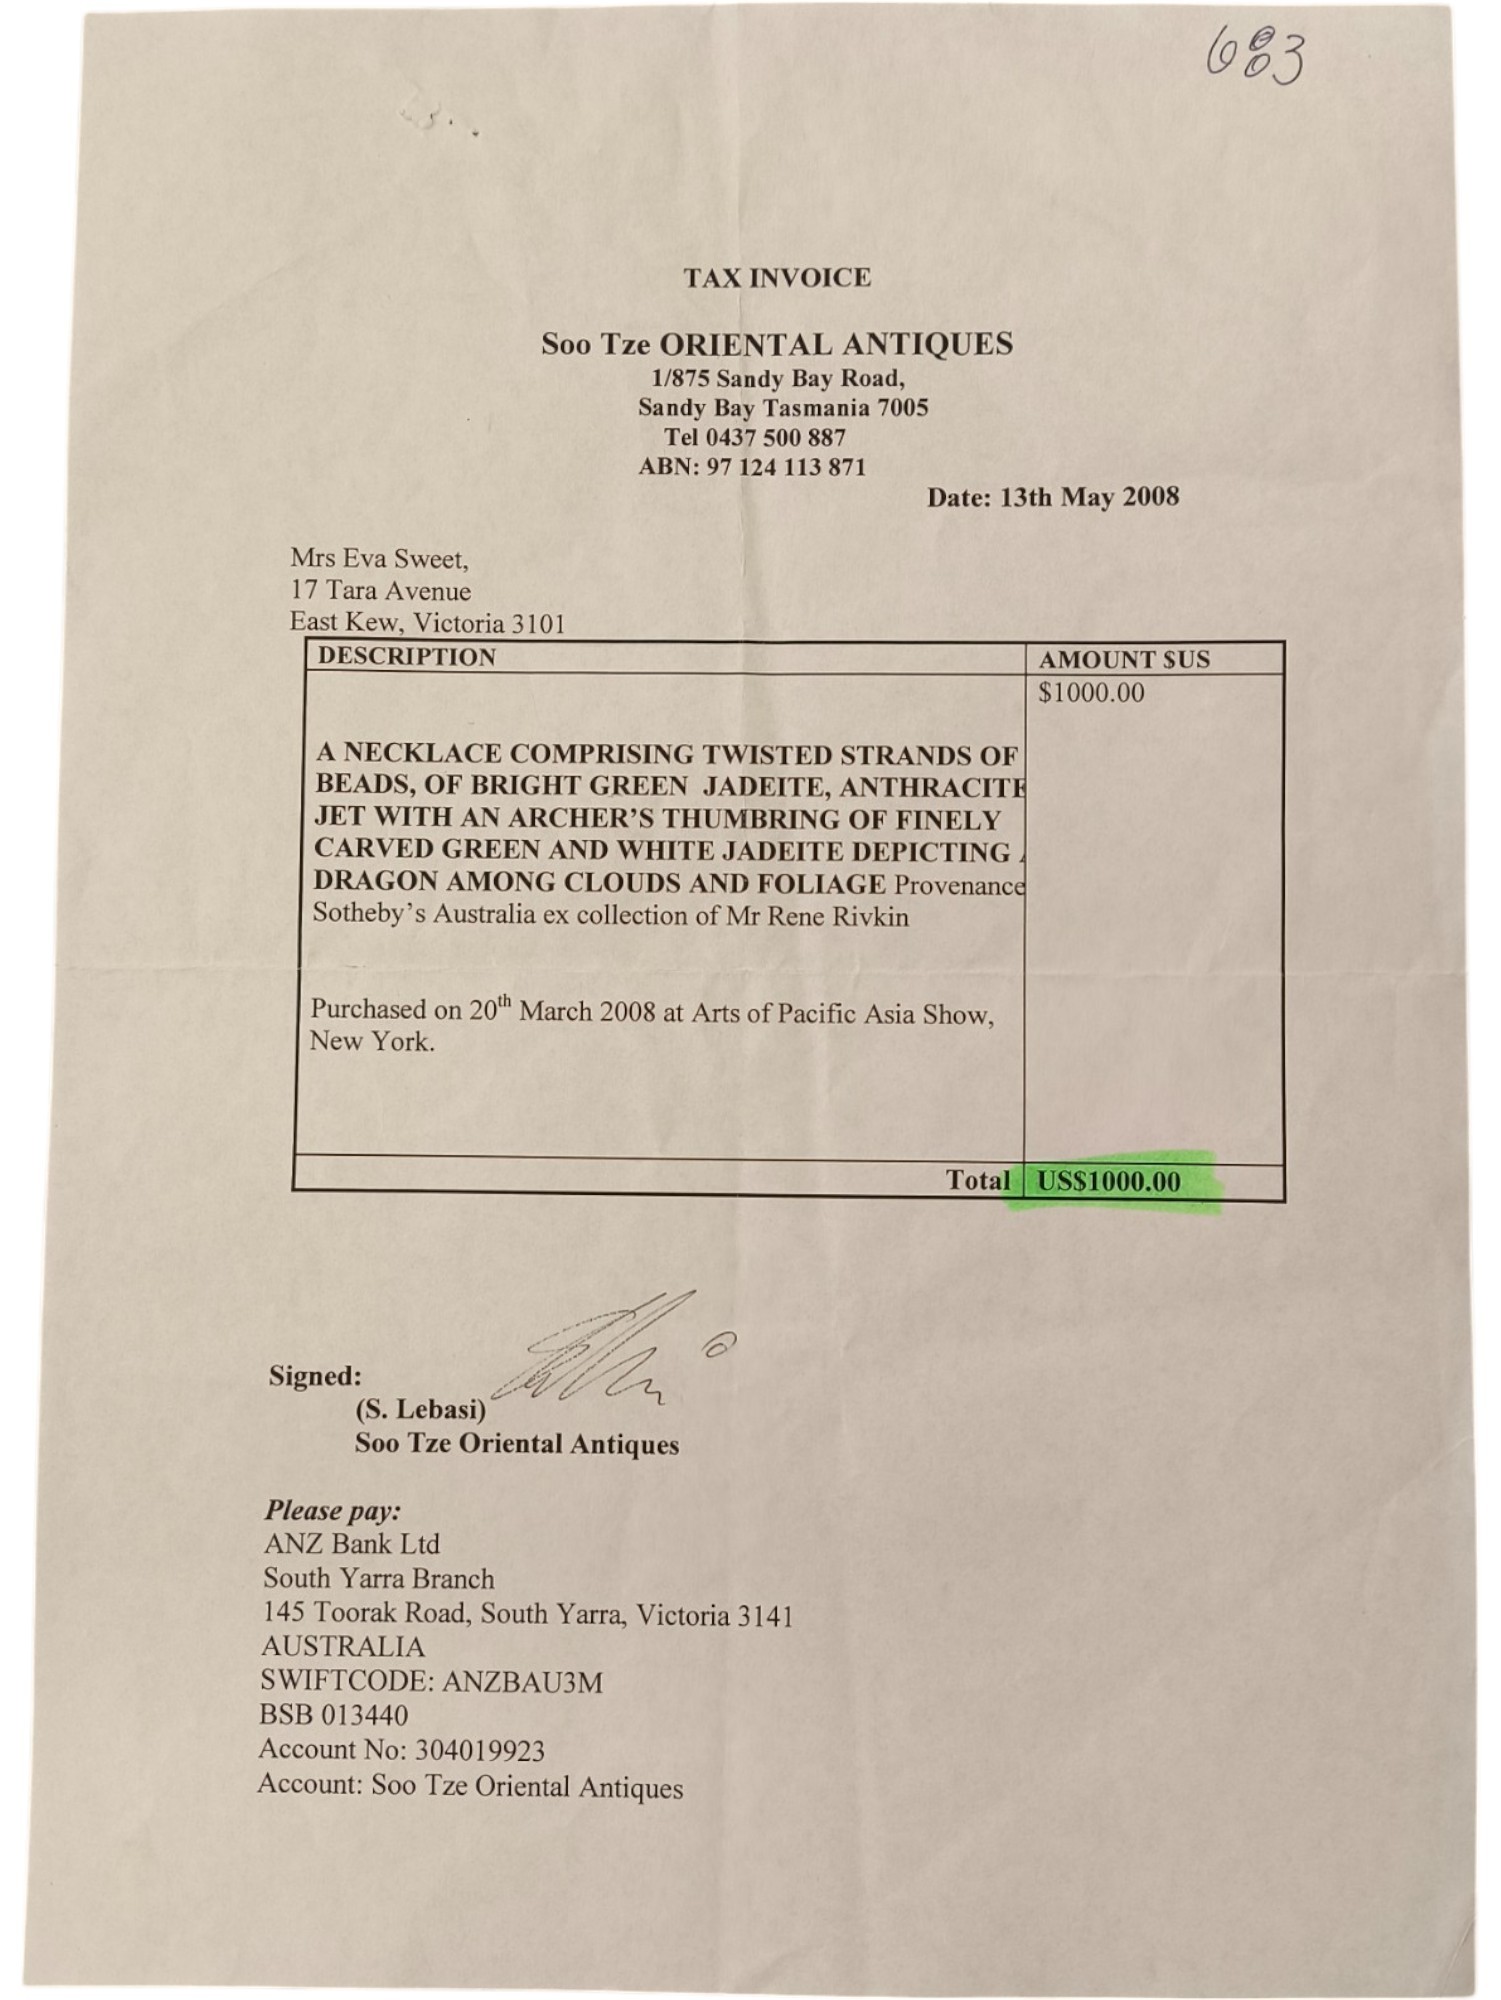 683
TAX INVOICE
Soo Tze ORIENTAL ANTIQUES
1/875 Sandy Bay Road,
Sandy Bay Tasmania 7005
Tel 0437 500 887
ABN: 97 124 113 871
Date: 13th May 2008
Mrs Eva Sweet,
17 Tara Avenue
East Kew, Victoria 3101
DESCRIPTION AMOUNT $US
$1000.00
A NECKLACE COMPRISING TWISTED STRANDS OF
BEADS, OF BRIGHT GREEN JADEITE, ANTHRACITE
JET WITH AN ARCHER'S THUMBRING OF FINELY
CARVED GREEN AND WHITE JADEITE DEPICTING
DRAGON AMONG CLOUDS AND FOLIAGE Provenance
Sotheby's Australia ex collection of Mr Rene Rivkin
Purchased on 20th March 2008 at Arts of Pacific Asia Show,
New York.
Total US$1000.00
Signed:
(S. Lebasi)
Soo Tze Oriental Antiques
Please pay:
ANZ Bank Ltd
South Yarra Branch
145 Toorak Road, South Yarra, Victoria 3141
AUSTRALIA
SWIFTCODE: ANZBAU3M
BSB 013440
Account No: 304019923
Account: Soo Tze Oriental Antiques